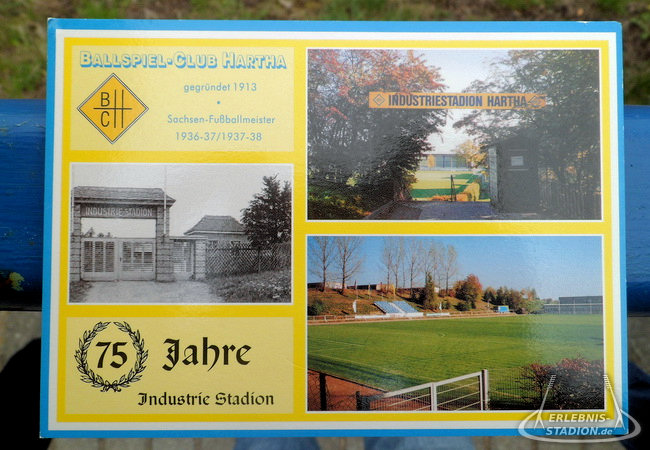 BALLSPIEL-CLUB HARTHA
gegründet 1913
•
Sachsen-Fußballmeister
1936-37/1937-38
BHC
INDUSTRIESTADION HARTHA
INDUSTRIE STADION
75 Jahre
Industrie Stadion
ERLEBNIS-
STADION.de